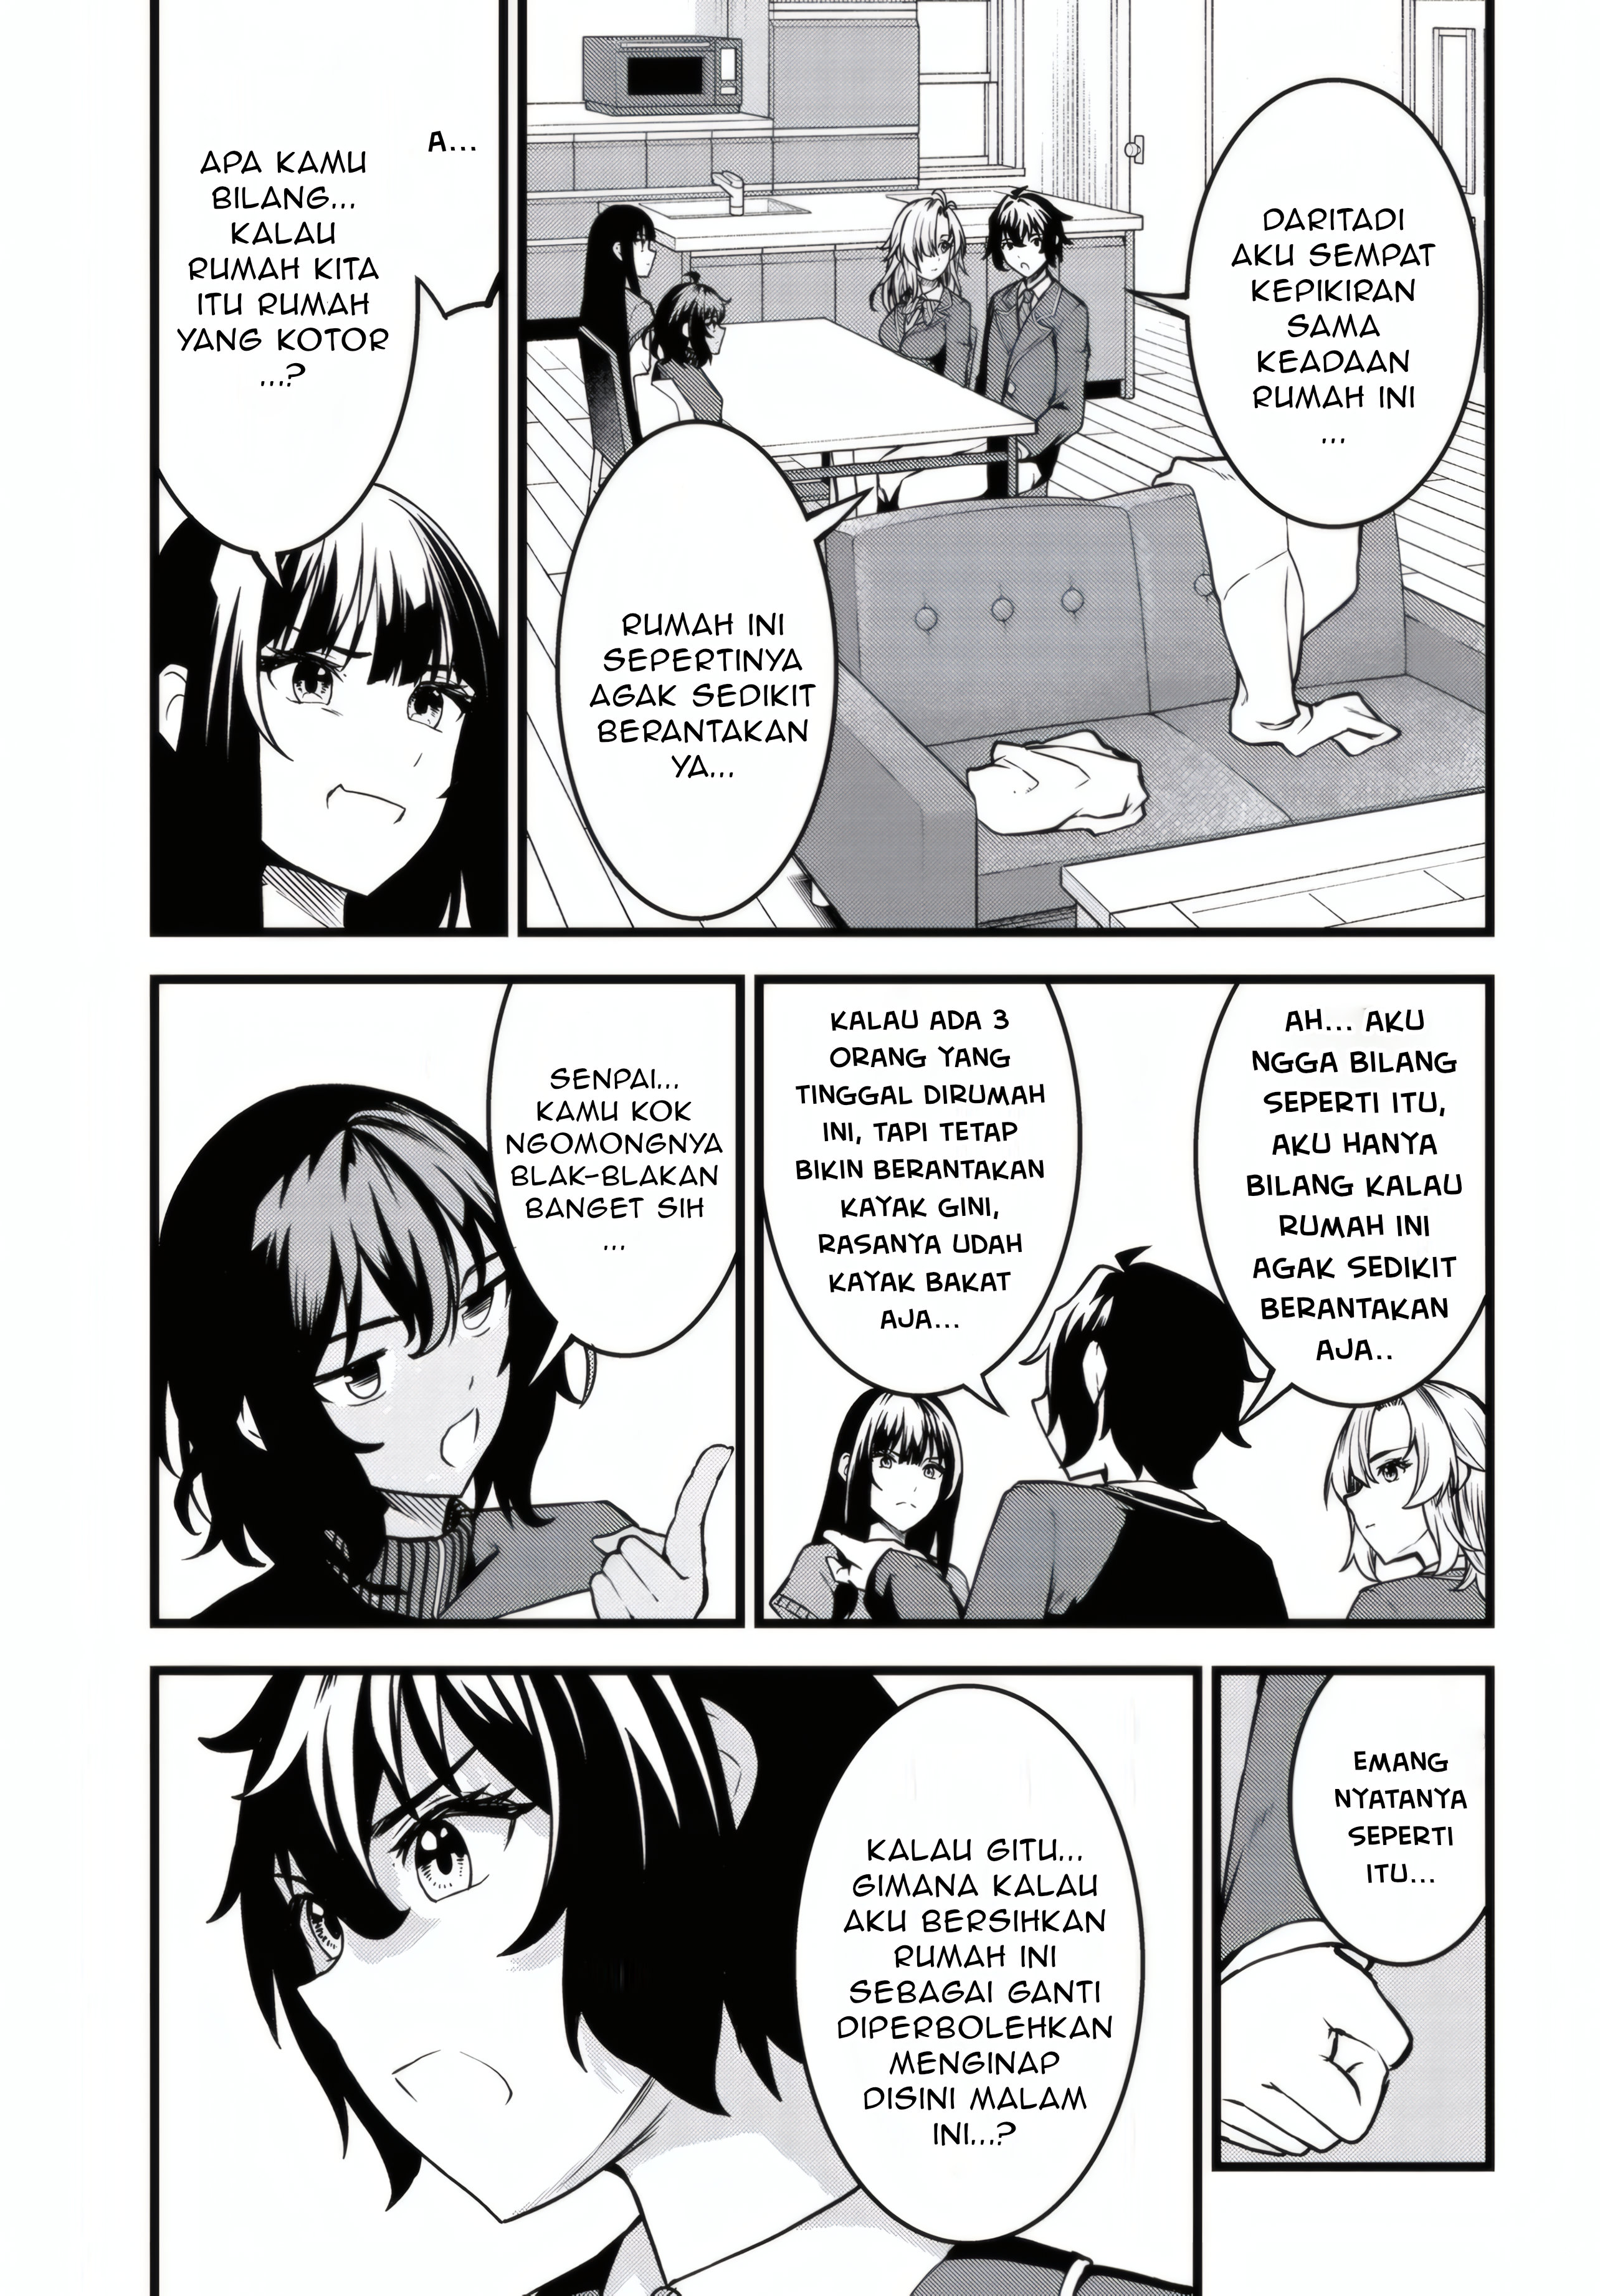 DARITADI
AKU SEMPAT
KEPIKIRAN
SAMA
KEADAAN
RUMAH INI
...
RUMAH INI
SEPERTINYA
AGAK SEDIKIT
BERANTAKAN
YA...
A...
APA KAMU
BILANG...
KALAU
RUMAH KITA
ITU RUMAH
YANG KOTOR
...?
AH... AKU
NGGA BILANG
SEPERTI ITU,
AKU HANYA
BILANG KALAU
RUMAH INI
AGAK SEDIKIT
BERANTAKAN
AJA..
KALAU ADA 3
ORANG YANG
TINGGAL DIRUMAH
INI, TAPI TETAP
BIKIN BERANTAKAN
KAYAK GINI,
RASANYA UDAH
KAYAK BAKAT
AJA...
SENPAI...
KAMU KOK
NGOMONGNYA
BLAK-BLAKAN
BANGET SIH
...
EMANG
NYATANYA
SEPERTI
ITU...
KALAU GITU...
GIMANA KALAU
AKU BERSIHKAN
RUMAH INI
SEBAGAI GANTI
DIPERBOLEHKAN
MENGINAP
DISINI MALAM
INI...?